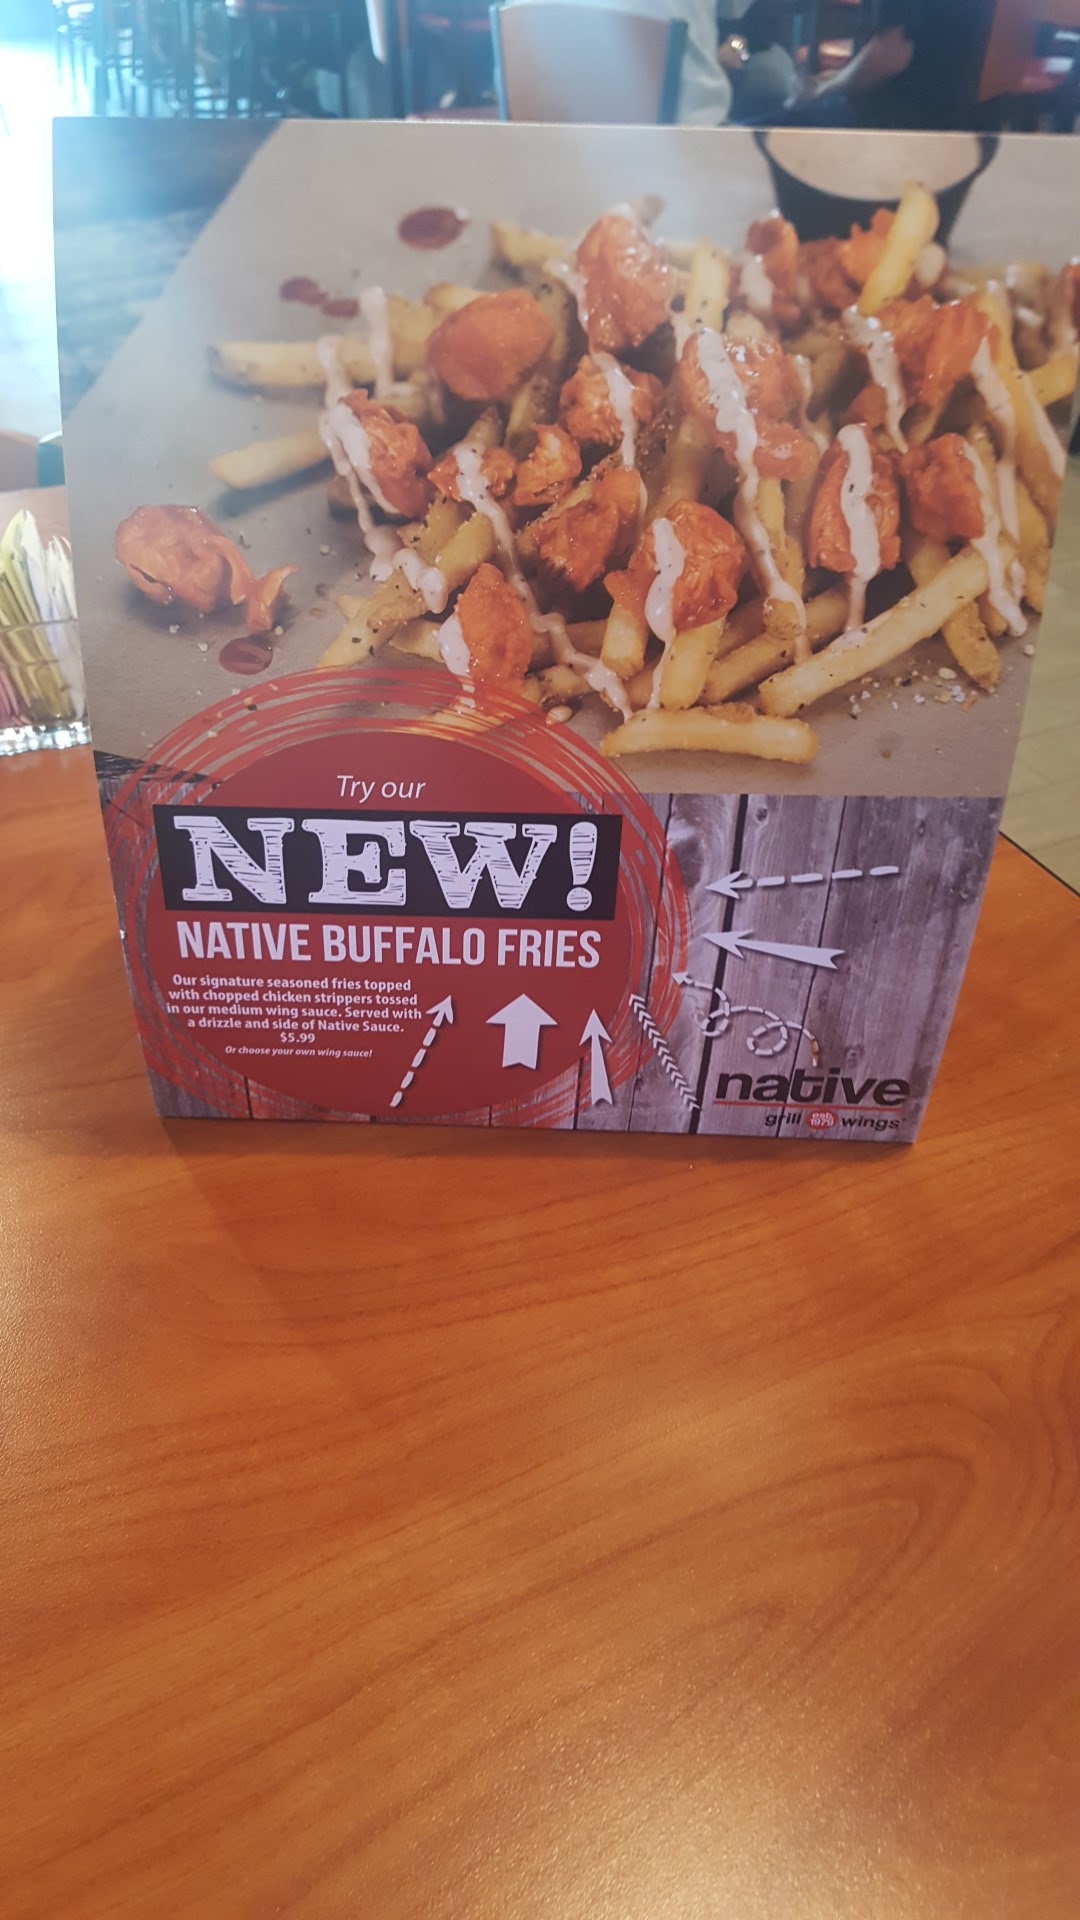 Try our
NEW!
NATIVE BUFFALO FRIES
Our signature seasoned fries topped
with chopped chicken strippers tossed
in our medium wing sauce. Served with
a drizzle and side of Native Sauce.
$5.99
Or choose your own wing sauce!
native
grill est. 1979 wings